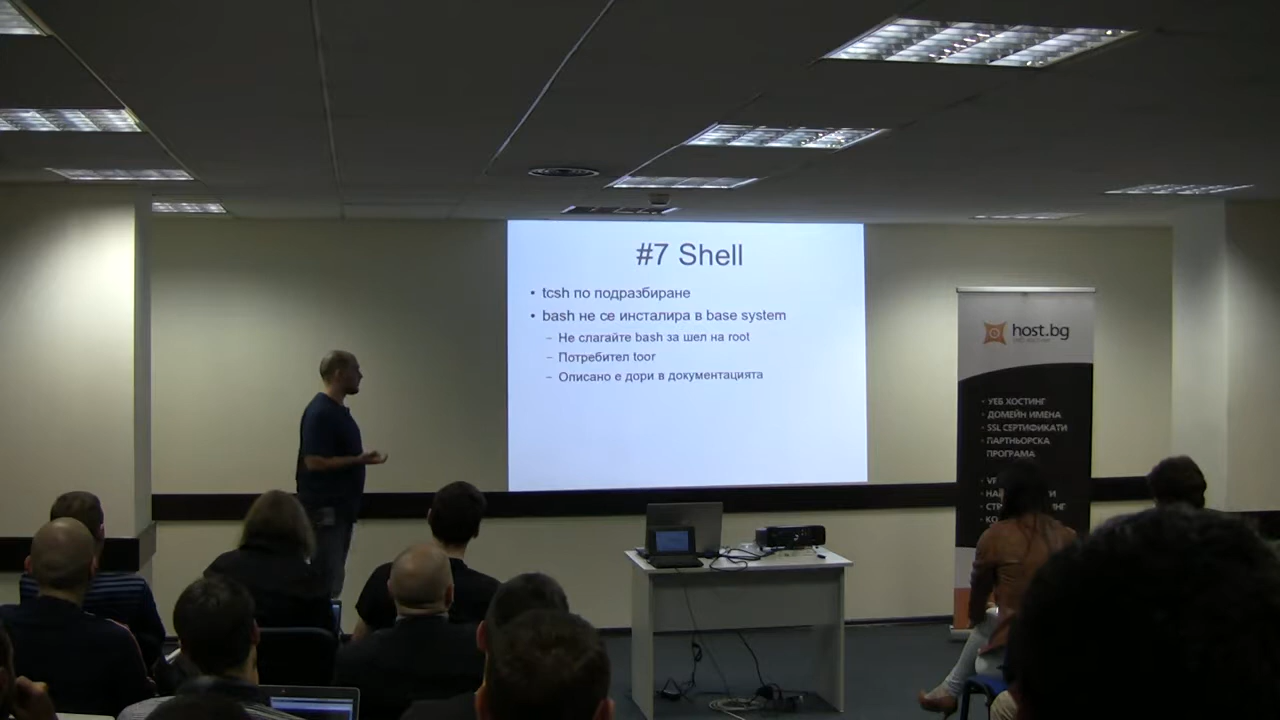 #7 Shell
• tcsh по подразбиране
• bash не се инсталира в base system
– Не слагайте bash за шел на root
– Потребител toor
– Описано е дори в документацията
host.bg
• УЕБ ХОСТИНГ
• ДОМЕЙН ИМЕНА
• SSL СЕРТИФИКАТИ
• ПАРТНЬОРСКА
ПРОГРАМА